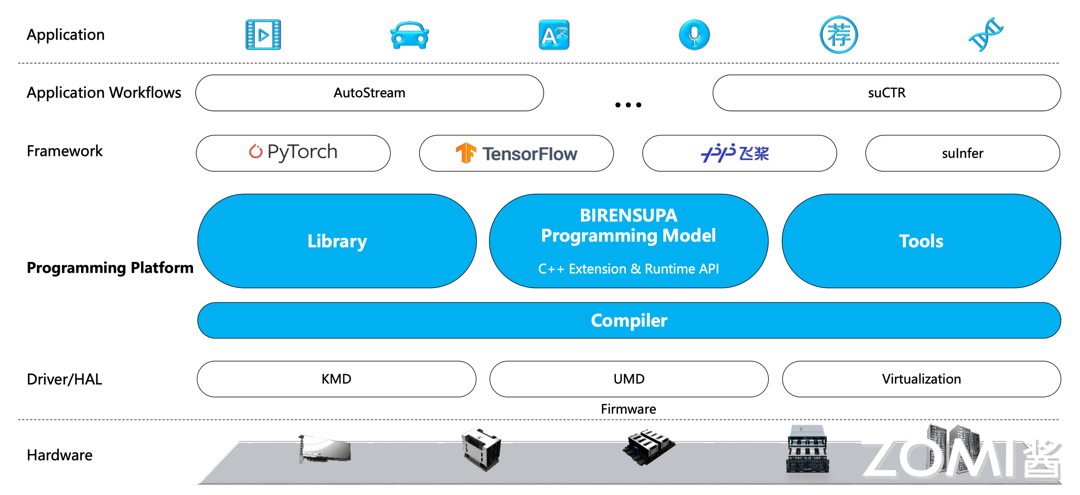 Application
荐
Application Workflows
AutoStream
...
suCTR
Framework
PyTorch
TensorFlow
飞桨
suInfer
Programming Platform
Library
BIRENSUPA
Programming Model
C++ Extension & Runtime API
Tools
Compiler
Driver/HAL
KMD
UMD
Virtualization
Firmware
Hardware
ZOMI酱